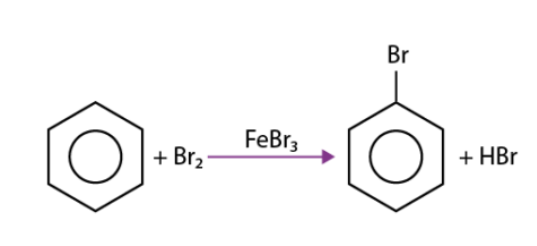 Br
FeBr₃
+ Br₂
+ HBr